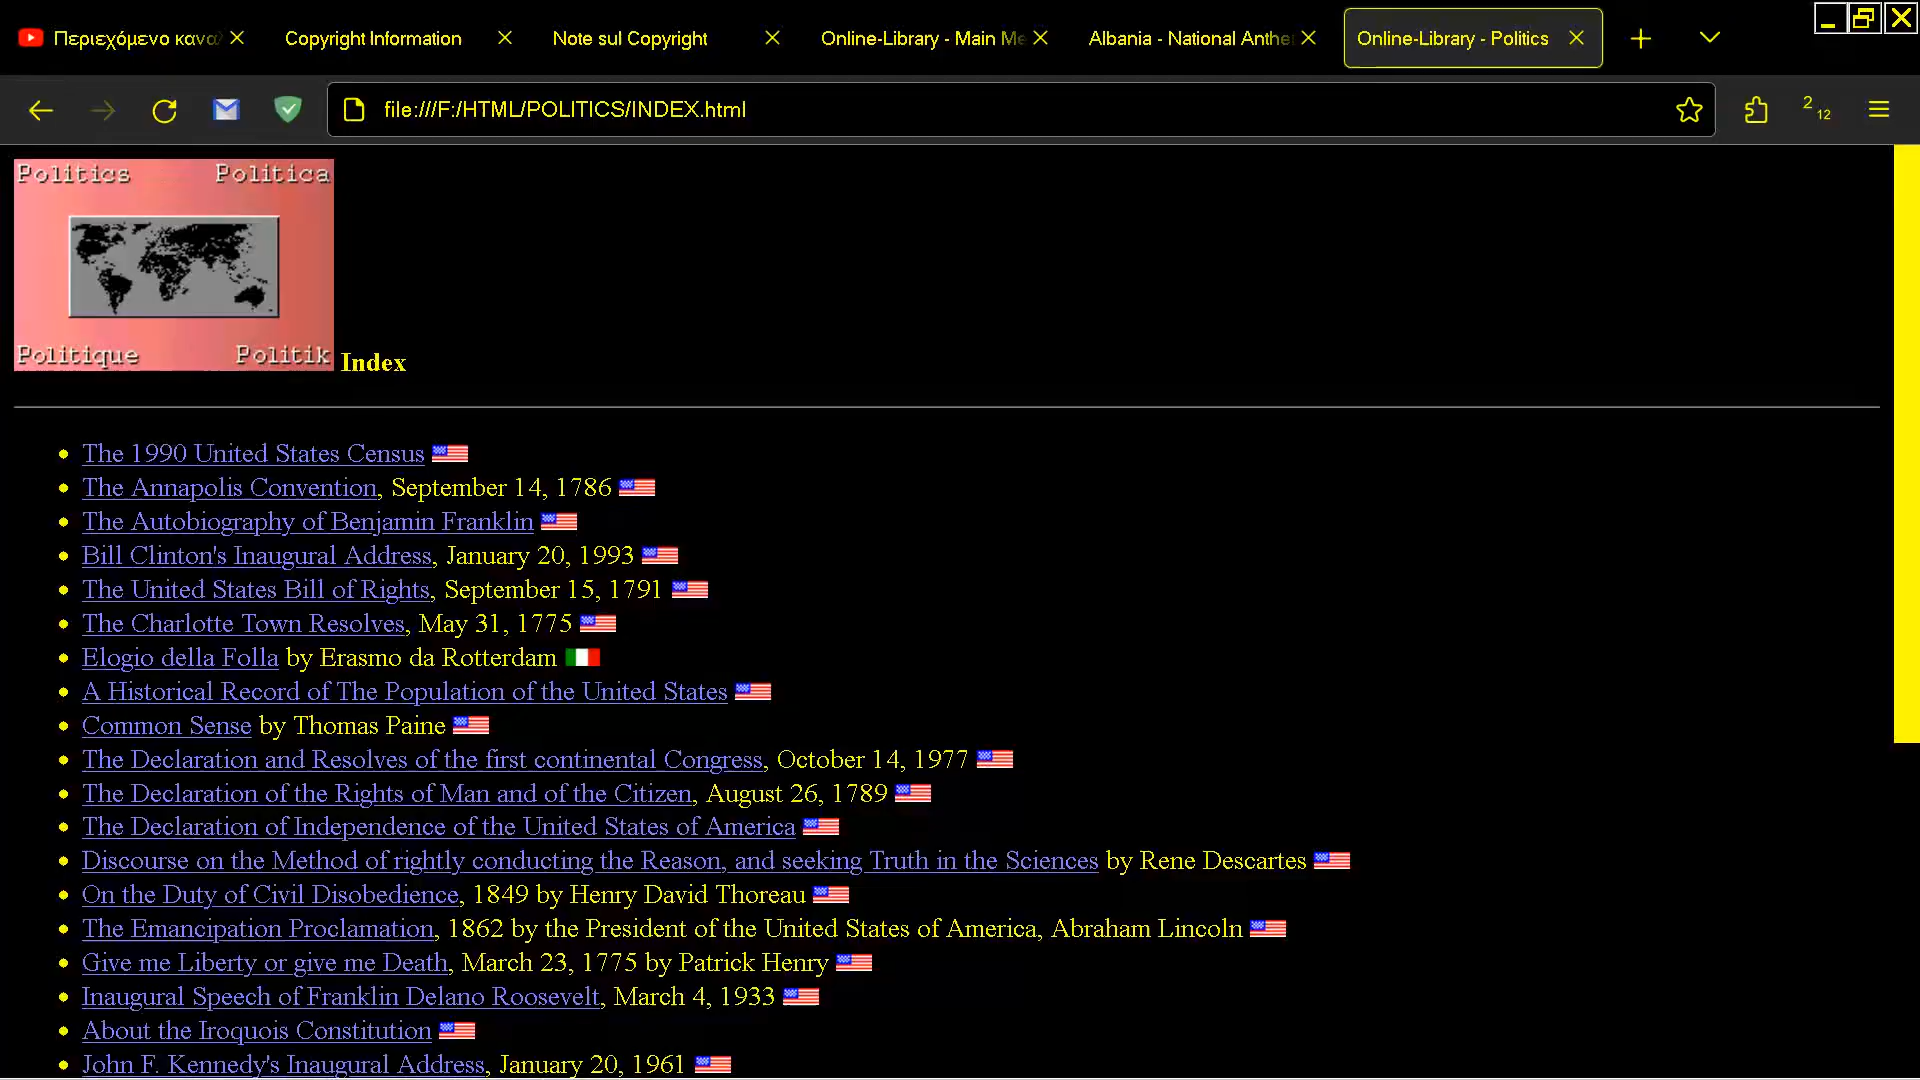 Περιεχόμενο κανα
Copyright Information
Note sul Copyright
Online-Library - Main Me
Albania - National Anthe
Online-Library - Politics
file:///F:/HTML/POLITICS/INDEX.html
2 12
Politics Politica
Politique Politik
Index
The 1990 United States Census
The Annapolis Convention, September 14, 1786
The Autobiography of Benjamin Franklin
Bill Clinton's Inaugural Address, January 20, 1993
The United States Bill of Rights, September 15, 1791
The Charlotte Town Resolves, May 31, 1775
Elogio della Folla by Erasmo da Rotterdam
A Historical Record of The Population of the United States
Common Sense by Thomas Paine
The Declaration and Resolves of the first continental Congress, October 14, 1977
The Declaration of the Rights of Man and of the Citizen, August 26, 1789
The Declaration of Independence of the United States of America
Discourse on the Method of rightly conducting the Reason, and seeking Truth in the Sciences by Rene Descartes
On the Duty of Civil Disobedience, 1849 by Henry David Thoreau
The Emancipation Proclamation, 1862 by the President of the United States of America, Abraham Lincoln
Give me Liberty or give me Death, March 23, 1775 by Patrick Henry
Inaugural Speech of Franklin Delano Roosevelt, March 4, 1933
About the Iroquois Constitution
John F. Kennedy's Inaugural Address, January 20, 1961